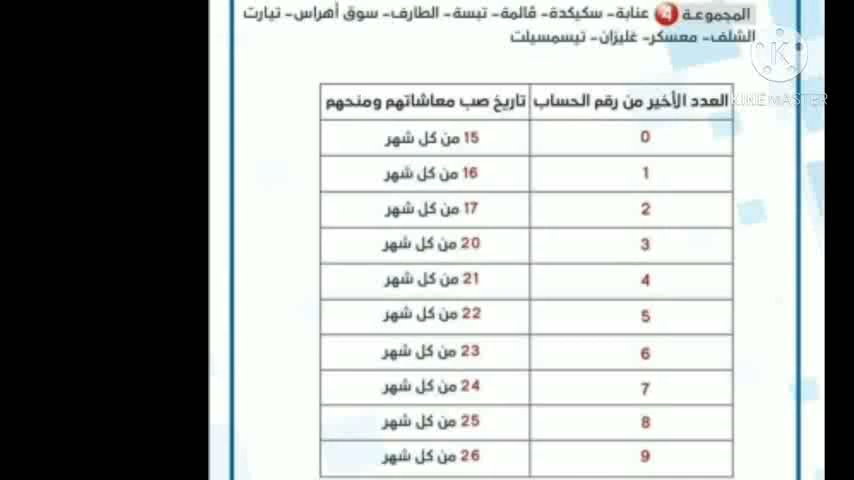 المجموعة 4 عنابة- سكيكدة- ڨالمة- تبسة- الطارف- سوق أهراس- تيارت
الشلف- معسكر- غليزان- تيسمسيلت
K
KINEMASTER
العدد الأخير من رقم الحساب تاريخ صب معاشاتهم ومنحهم
0 15 من كل شهر
1 16 من كل شهر
2 17 من كل شهر
3 20 من كل شهر
4 21 من كل شهر
5 22 من كل شهر
6 23 من كل شهر
7 24 من كل شهر
8 25 من كل شهر
9 26 من كل شهر